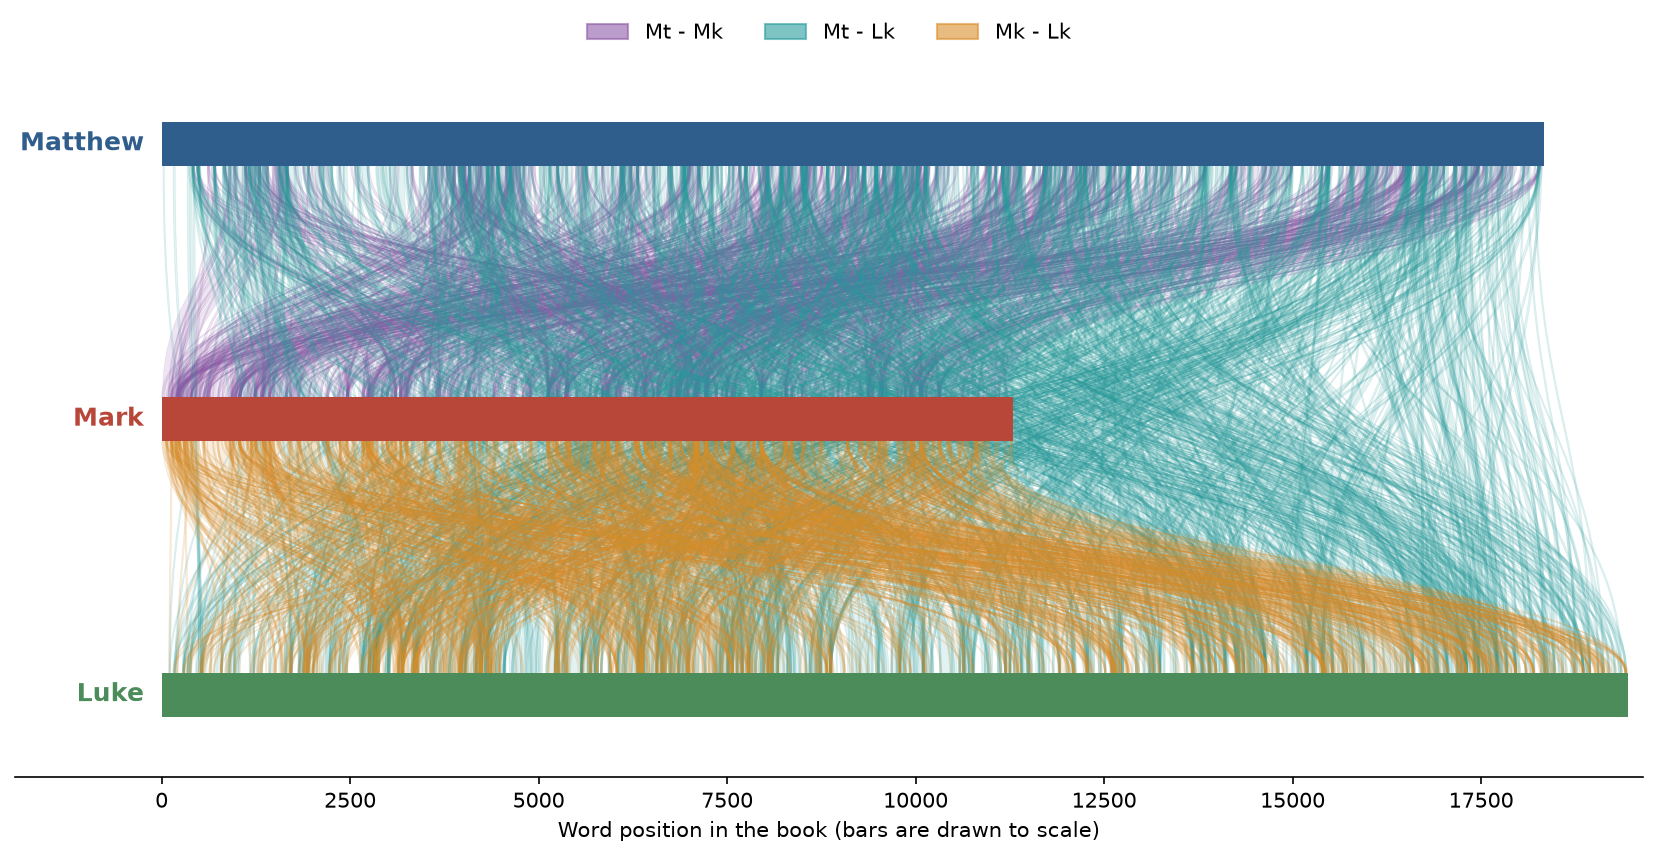 Mt - Mk Mt - Lk Mk - Lk
Matthew
Mark
Luke
0 2500 5000 7500 10000 12500 15000 17500
Word position in the book (bars are drawn to scale)